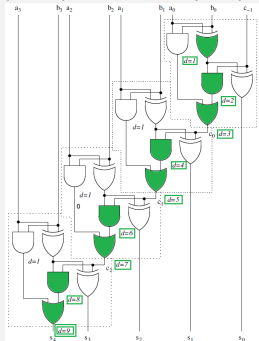 a₃ b₃ a₂ b₂ a₁ b₁ a₀ b₀ c₋₁
d=1
d=2
c₀ d=3
d=1
d=4
c₁ d=5
d=1
0
d=6
c₂ d=7
d=1
d=8
d=9
s₄ s₃ s₂ s₁ s₀